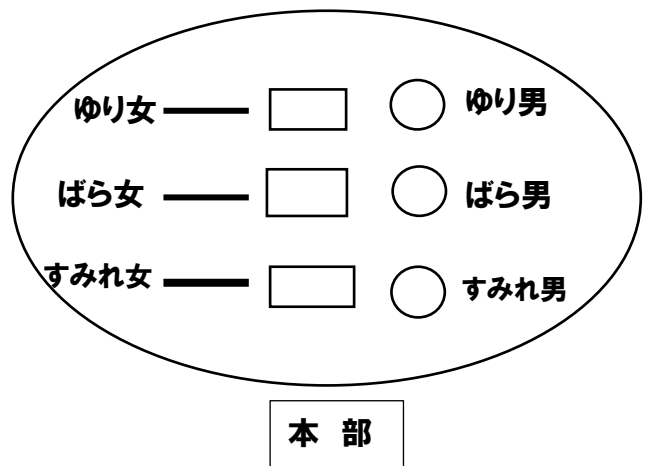 ゆり女 ゆり男
ばら女 ばら男
すみれ女 すみれ男
本 部